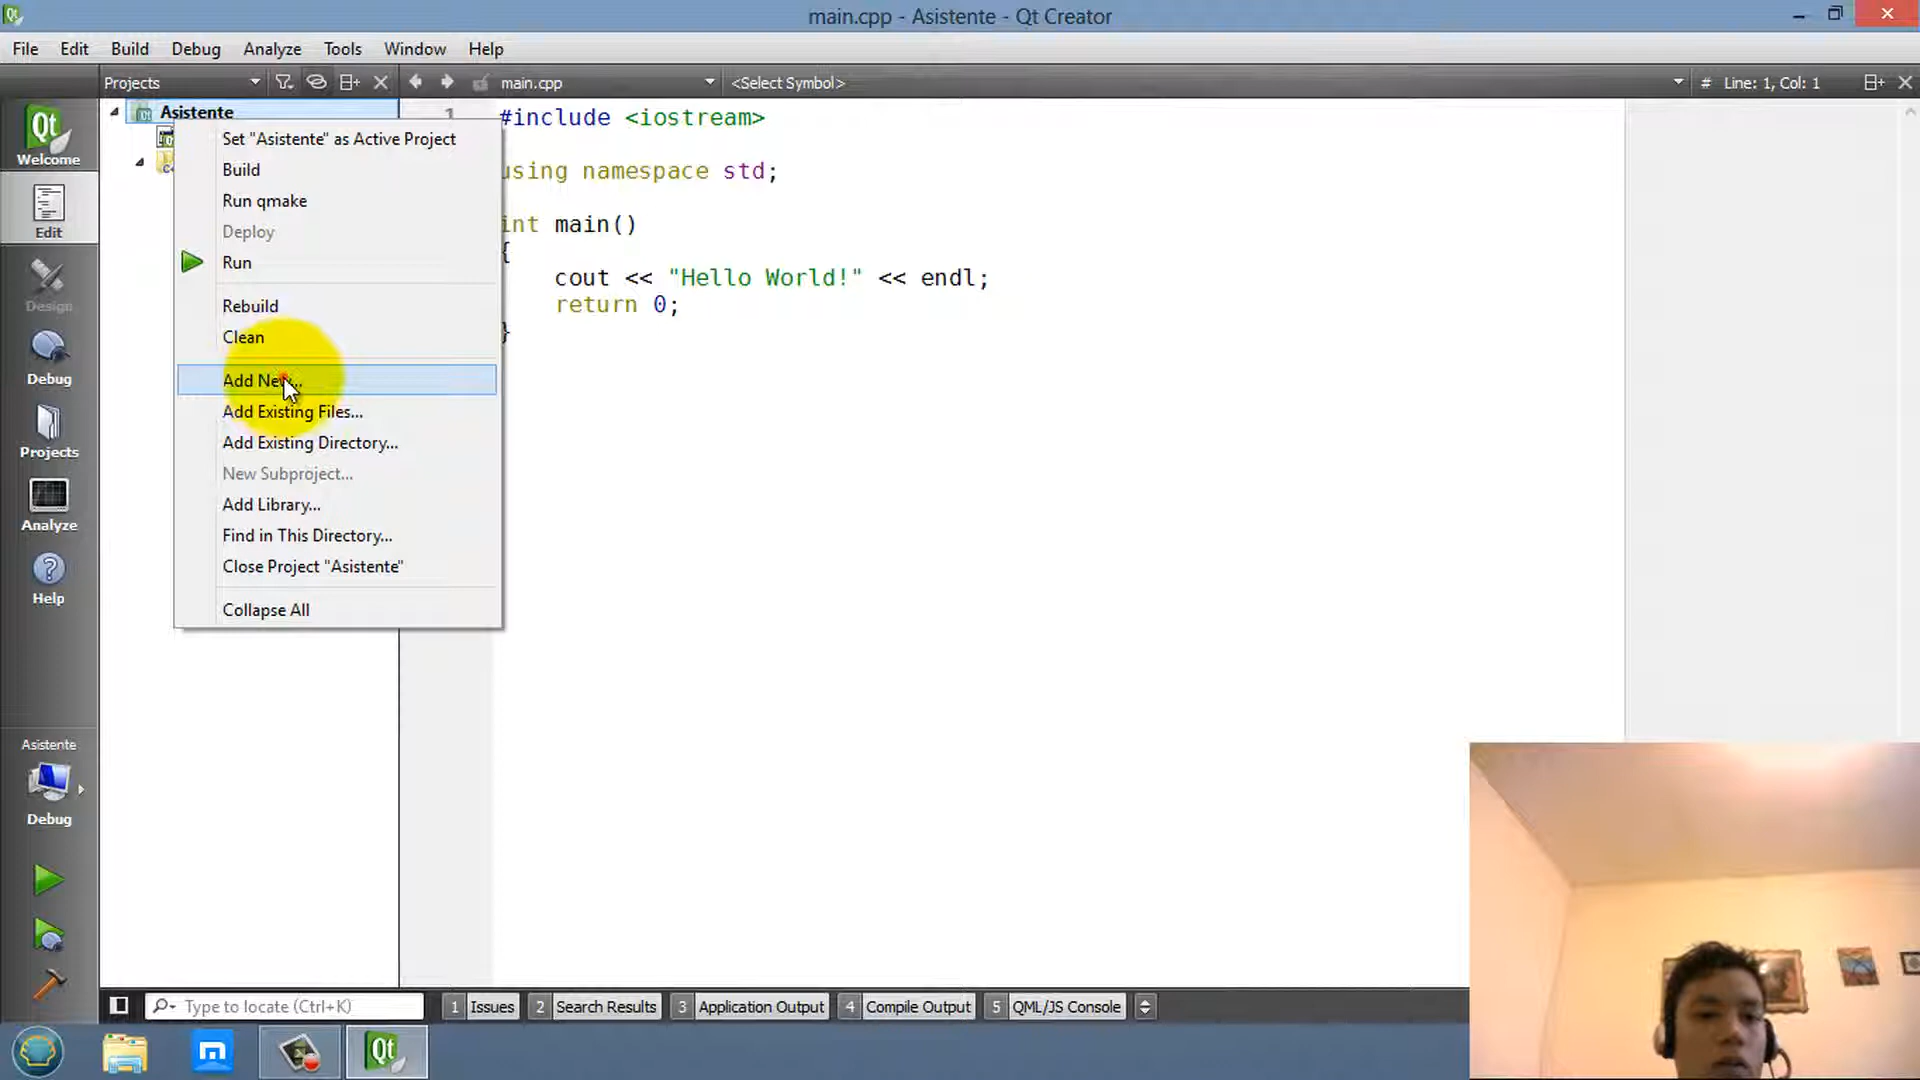 main.cpp - Asistente - Qt Creator
File Edit Build Debug Analyze Tools Window Help
Projects main.cpp <Select Symbol> # Line: 1, Col: 1
Qt
Welcome
Edit
Design
Debug
Projects
Analyze
Help
Asistente
Debug
Asistente
Set "Asistente" as Active Project
Build
Run qmake
Deploy
Run
Rebuild
Clean
Add New...
Add Existing Files...
Add Existing Directory...
New Subproject...
Add Library...
Find in This Directory...
Close Project "Asistente"
Collapse All
1 #include <iostream>
using namespace std;
int main()
{
cout << "Hello World!" << endl;
return 0;
}
Type to locate (Ctrl+K) 1 Issues 2 Search Results 3 Application Output 4 Compile Output 5 QML/JS Console
Qt